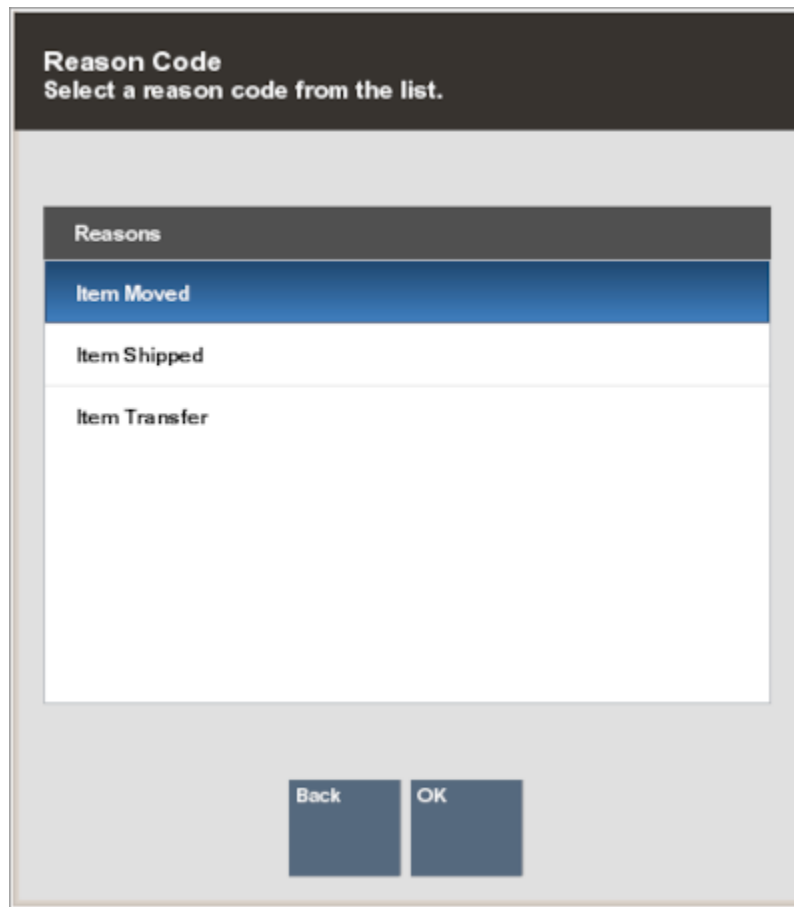 Reason Code
Select a reason code from the list.
Reasons
Item Moved
Item Shipped
Item Transfer
Back
OK